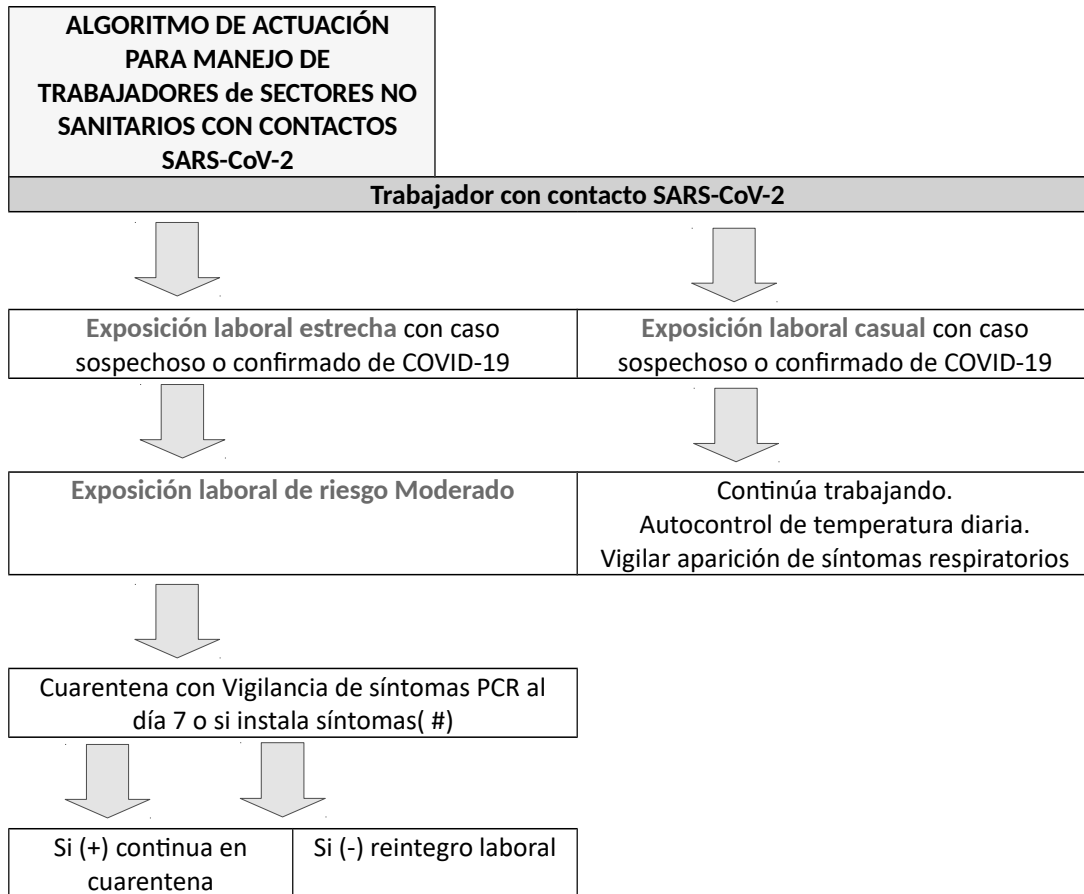 ALGORITMO DE ACTUACIÓN
PARA MANEJO DE
TRABAJADORES de SECTORES NO
SANITARIOS CON CONTACTOS
SARS-CoV-2
Trabajador con contacto SARS-CoV-2
Exposición laboral estrecha con caso
sospechoso o confirmado de COVID-19
Exposición laboral casual con caso
sospechoso o confirmado de COVID-19
Exposición laboral de riesgo Moderado
Continúa trabajando.
Autocontrol de temperatura diaria.
Vigilar aparición de síntomas respiratorios
Cuarentena con Vigilancia de síntomas PCR al
día 7 o si instala síntomas( #)
Si (+) continua en
cuarentena
Si (-) reintegro laboral